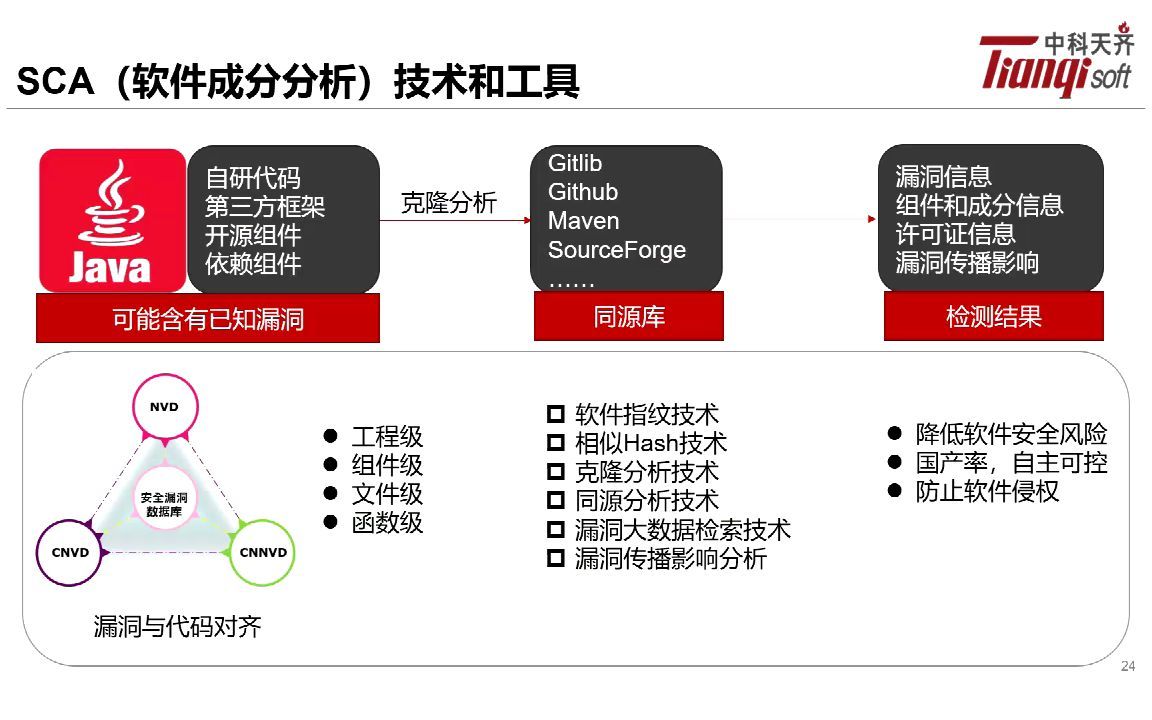 SCA（软件成分分析）技术和工具
中科天齐
Tianqi soft
Java
自研代码
第三方框架
开源组件
依赖组件
可能含有已知漏洞
克隆分析
Gitlib
Github
Maven
SourceForge
……
同源库
漏洞信息
组件和成分信息
许可证信息
漏洞传播影响
检测结果
NVD
安全漏洞
数据库
CNVD
CNNVD
漏洞与代码对齐
工程级
组件级
文件级
函数级
软件指纹技术
相似Hash技术
克隆分析技术
同源分析技术
漏洞大数据检索技术
漏洞传播影响分析
降低软件安全风险
国产率，自主可控
防止软件侵权
24